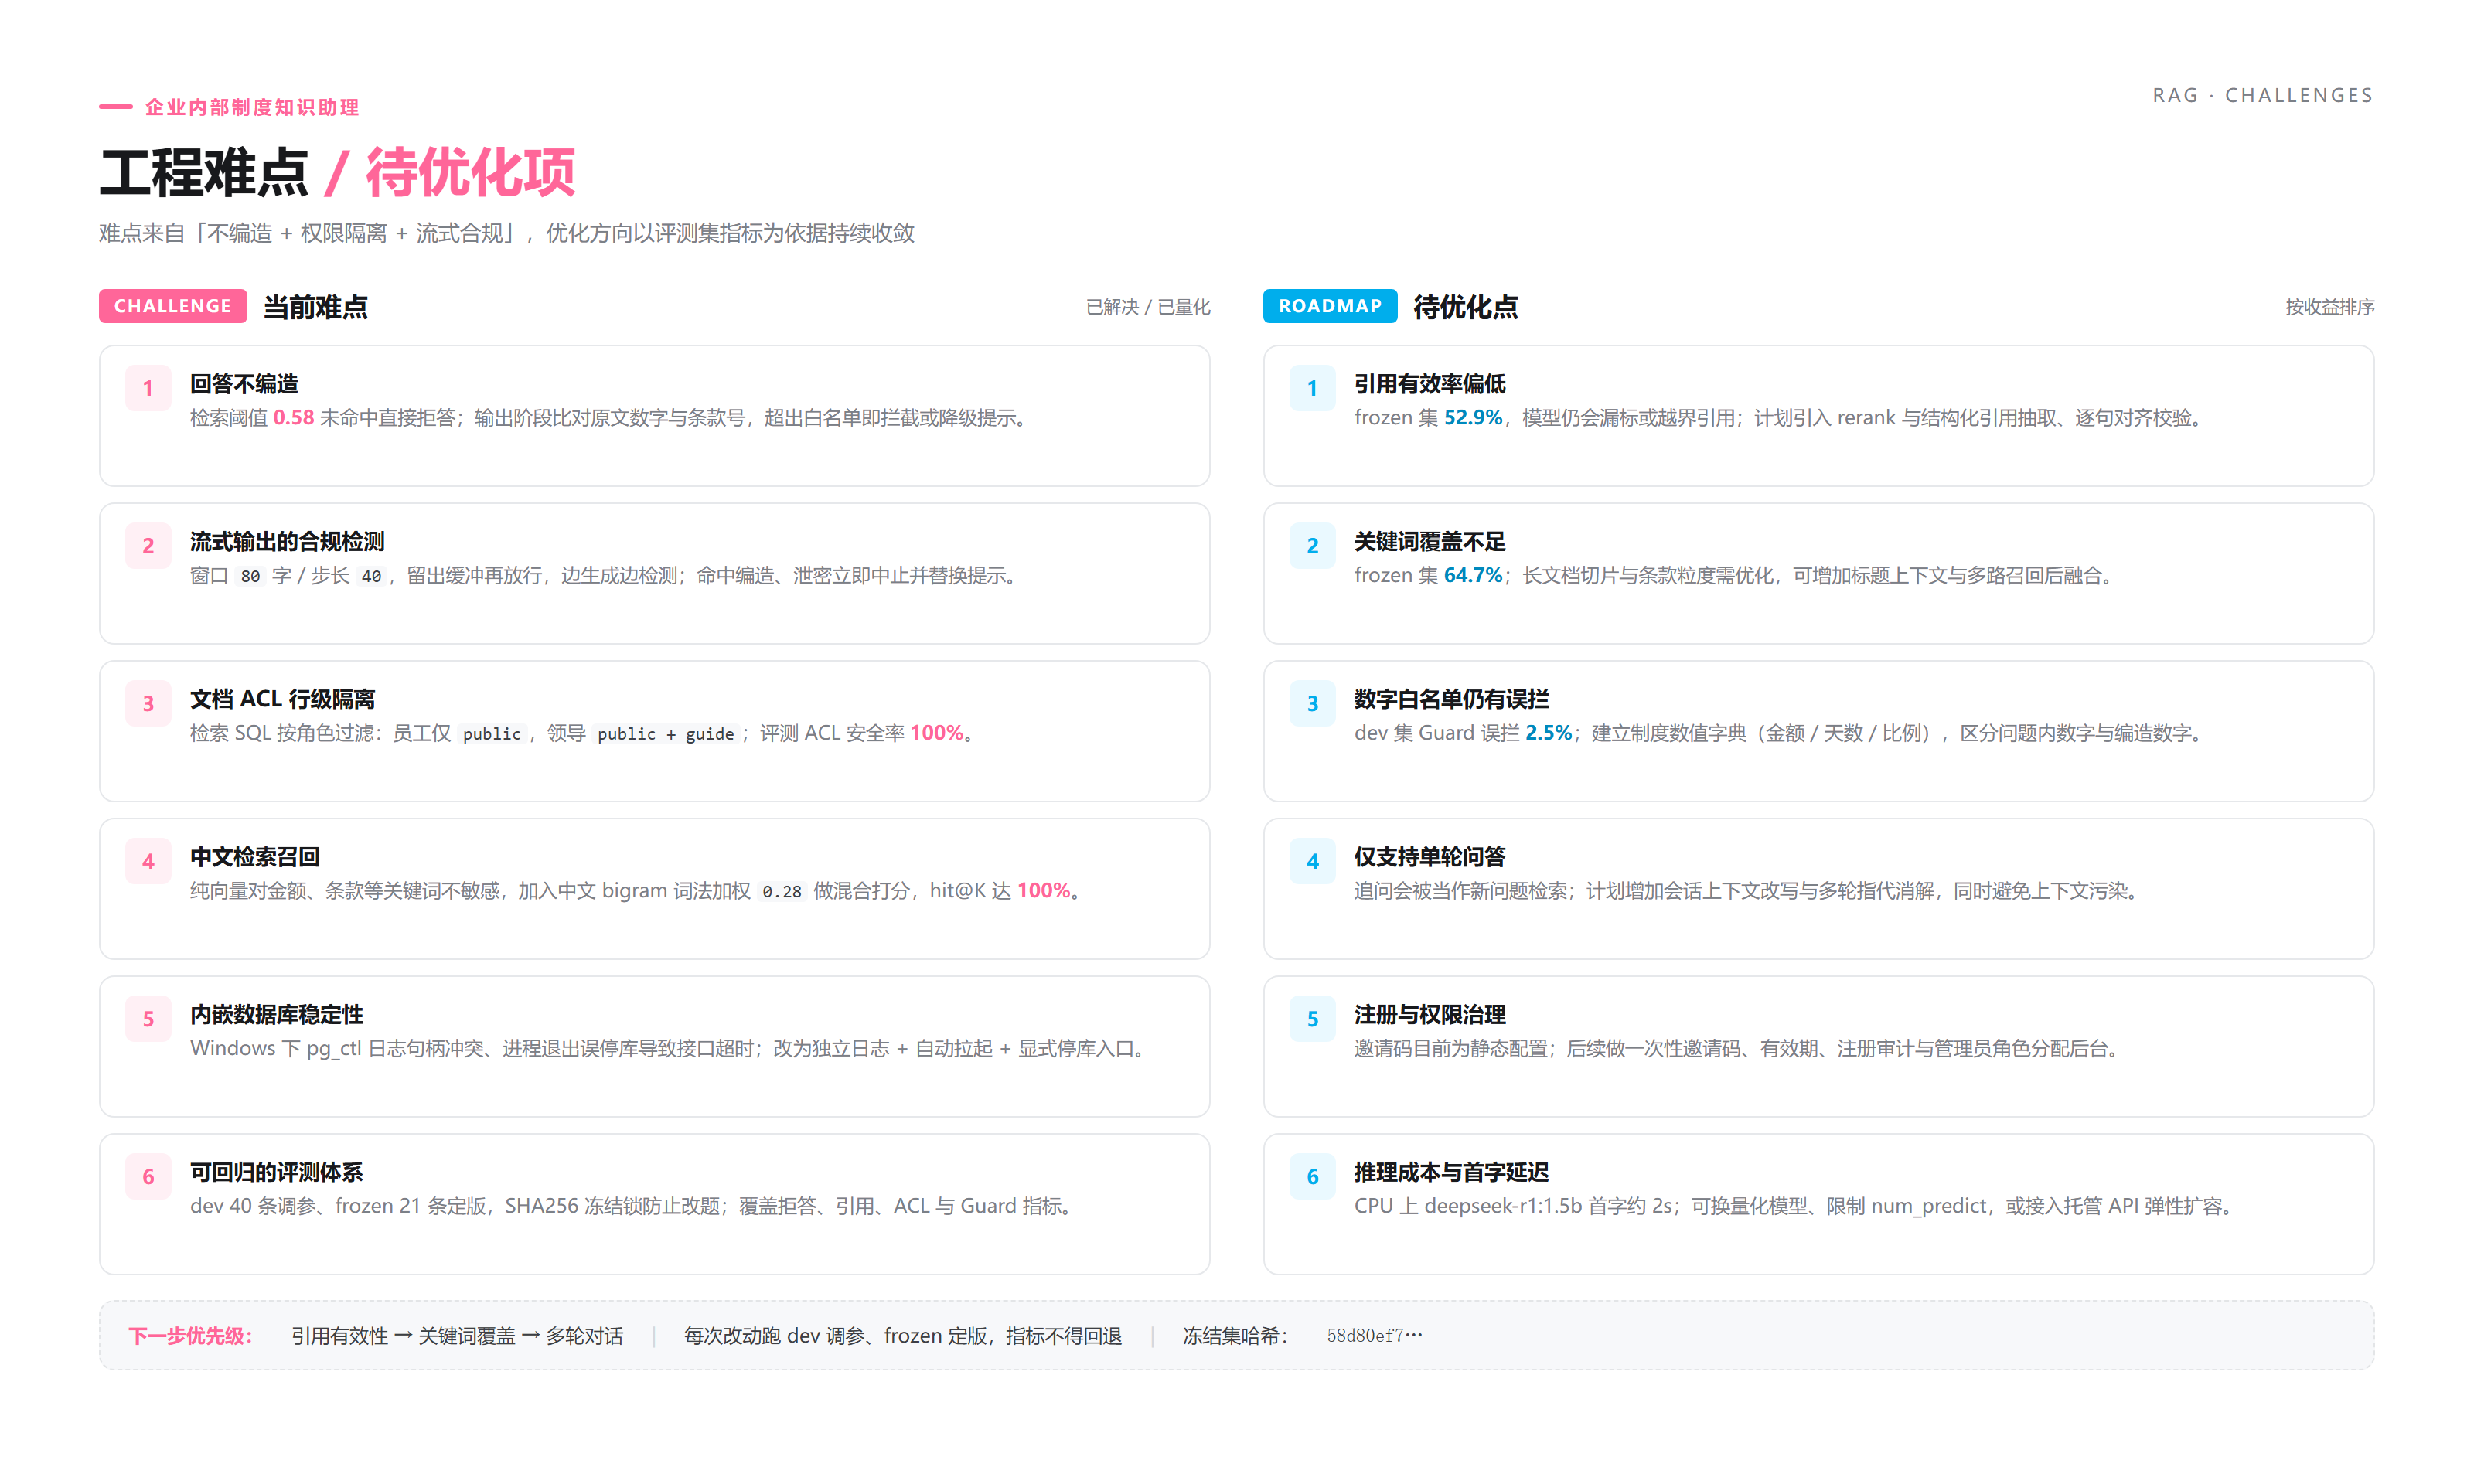 企业内部制度知识助理
RAG · CHALLENGES
工程难点 / 待优化项
难点来自「不编造 + 权限隔离 + 流式合规」，优化方向以评测集指标为依据持续收敛
CHALLENGE 当前难点 已解决 / 已量化
1 回答不编造
检索阈值 0.58 未命中直接拒答；输出阶段比对原文数字与条款号，超出白名单即拦截或降级提示。
2 流式输出的合规检测
窗口 80 字 / 步长 40，留出缓冲再放行，边生成边检测；命中编造、泄密立即中止并替换提示。
3 文档 ACL 行级隔离
检索 SQL 按角色过滤：员工仅 public，领导 public + guide；评测 ACL 安全率 100%。
4 中文检索召回
纯向量对金额、条款等关键词不敏感，加入中文 bigram 词法加权 0.28 做混合打分，hit@K 达 100%。
5 内嵌数据库稳定性
Windows 下 pg_ctl 日志句柄冲突、进程退出误停库导致接口超时；改为独立日志 + 自动拉起 + 显式停库入口。
6 可回归的评测体系
dev 40 条调参、frozen 21 条定版，SHA256 冻结锁防止改题；覆盖拒答、引用、ACL 与 Guard 指标。
ROADMAP 待优化点 按收益排序
1 引用有效率偏低
frozen 集 52.9%，模型仍会漏标或越界引用；计划引入 rerank 与结构化引用抽取、逐句对齐校验。
2 关键词覆盖不足
frozen 集 64.7%；长文档切片与条款粒度需优化，可增加标题上下文与多路召回后融合。
3 数字白名单仍有误拦
dev 集 Guard 误拦 2.5%；建立制度数值字典（金额 / 天数 / 比例），区分问题内数字与编造数字。
4 仅支持单轮问答
追问会被当作新问题检索；计划增加会话上下文改写与多轮指代消解，同时避免上下文污染。
5 注册与权限治理
邀请码目前为静态配置；后续做一次性邀请码、有效期、注册审计与管理员角色分配后台。
6 推理成本与首字延迟
CPU 上 deepseek-r1:1.5b 首字约 2s；可换量化模型、限制 num_predict，或接入托管 API 弹性扩容。
下一步优先级： 引用有效性 → 关键词覆盖 → 多轮对话 | 每次改动跑 dev 调参、frozen 定版，指标不得回退 | 冻结集哈希： 58d80ef7…